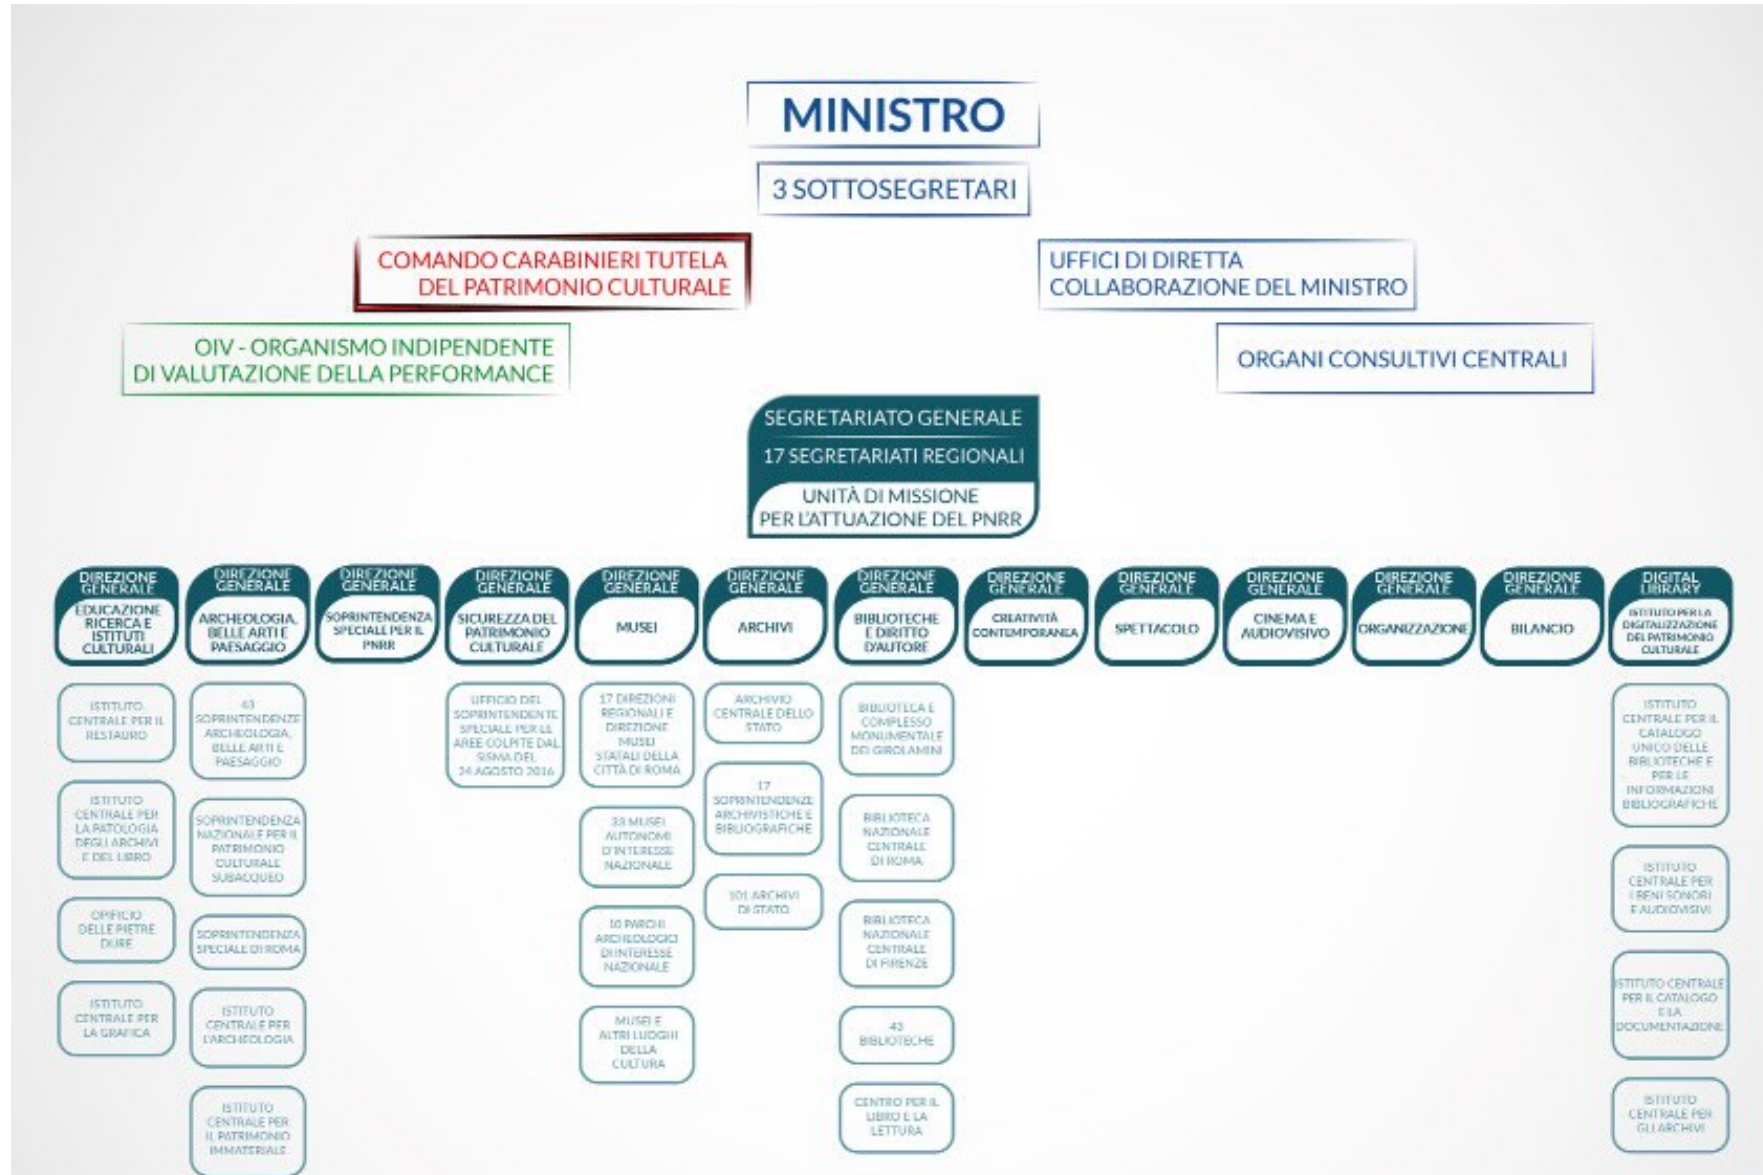 MINISTRO
3 SOTTOSEGRETARI
COMANDO CARABINIERI TUTELA
DEL PATRIMONIO CULTURALE
UFFICI DI DIRETTA
COLLABORAZIONE DEL MINISTRO
OIV - ORGANISMO INDIPENDENTE
DI VALUTAZIONE DELLA PERFORMANCE
ORGANI CONSULTIVI CENTRALI
SEGRETARIATO GENERALE
17 SEGRETARIATI REGIONALI
UNITÀ DI MISSIONE
PER L'ATTUAZIONE DEL PNRR
DIREZIONE
GENERALE
EDUCAZIONE
RICERCA E
ISTITUTI
CULTURALI
ISTITUTO
CENTRALE PER IL
RESTAURO
ISTITUTO
CENTRALE PER
LA PATOLOGIA
DEGLI ARCHIVI
E DEL LIBRO
OPIFICIO
DELLE PIETRE
DURE
ISTITUTO
CENTRALE PER
LA GRAFICA
DIREZIONE
GENERALE
ARCHEOLOGIA,
BELLE ARTI E
PAESAGGIO
43
SOPRINTENDENZE
ARCHEOLOGIA,
BELLE ARTI E
PAESAGGIO
SOPRINTENDENZA
NAZIONALE PER IL
PATRIMONIO
CULTURALE
SUBACQUEO
SOPRINTENDENZA
SPECIALE DI ROMA
ISTITUTO
CENTRALE PER
L'ARCHEOLOGIA
ISTITUTO
CENTRALE PER
IL PATRIMONIO
IMMATERIALE
DIREZIONE
GENERALE
SOPRINTENDENZA
SPECIALE PER IL
PNRR
DIREZIONE
GENERALE
SICUREZZA DEL
PATRIMONIO
CULTURALE
UFFICIO DEL
SOPRINTENDENTE
SPECIALE PER LE
AREE COLPITE DAL
SISMA DEL
24 AGOSTO 2016
DIREZIONE
GENERALE
MUSEI
17 DIREZIONI
REGIONALI E
DIREZIONE
MUSEI
STATALI DELLA
CITTÀ DI ROMA
33 MUSEI
AUTONOMI
D'INTERESSE
NAZIONALE
10 PARCHI
ARCHEOLOGICI
DI INTERESSE
NAZIONALE
MUSEI E
ALTRI LUOGHI
DELLA
CULTURA
DIREZIONE
GENERALE
ARCHIVI
ARCHIVIO
CENTRALE DELLO
STATO
17
SOPRINTENDENZE
ARCHIVISTICHE E
BIBLIOGRAFICHE
101 ARCHIVI
DI STATO
DIREZIONE
GENERALE
BIBLIOTECHE
E DIRITTO
D'AUTORE
BIBLIOTECA E
COMPLESSO
MONUMENTALE
DEI GIROLAMINI
BIBLIOTECA
NAZIONALE
CENTRALE
DI ROMA
BIBLIOTECA
NAZIONALE
CENTRALE
DI FIRENZE
43
BIBLIOTECHE
CENTRO PER IL
LIBRO E LA
LETTURA
DIREZIONE
GENERALE
CREATIVITÀ
CONTEMPORANEA
DIREZIONE
GENERALE
SPETTACOLO
DIREZIONE
GENERALE
CINEMA E
AUDIOVISIVO
DIREZIONE
GENERALE
ORGANIZZAZIONE
DIREZIONE
GENERALE
BILANCIO
DIGITAL
LIBRARY
ISTITUTO PER LA
DIGITALIZZAZIONE
DEL PATRIMONIO
CULTURALE
ISTITUTO
CENTRALE PER IL
CATALOGO
UNICO DELLE
BIBLIOTECHE E
PER LE
INFORMAZIONI
BIBLIOGRAFICHE
ISTITUTO
CENTRALE PER
I BENI SONORI
E AUDIOVISIVI
ISTITUTO CENTRALE
PER IL CATALOGO
E LA
DOCUMENTAZIONE
ISTITUTO
CENTRALE PER
GLI ARCHIVI